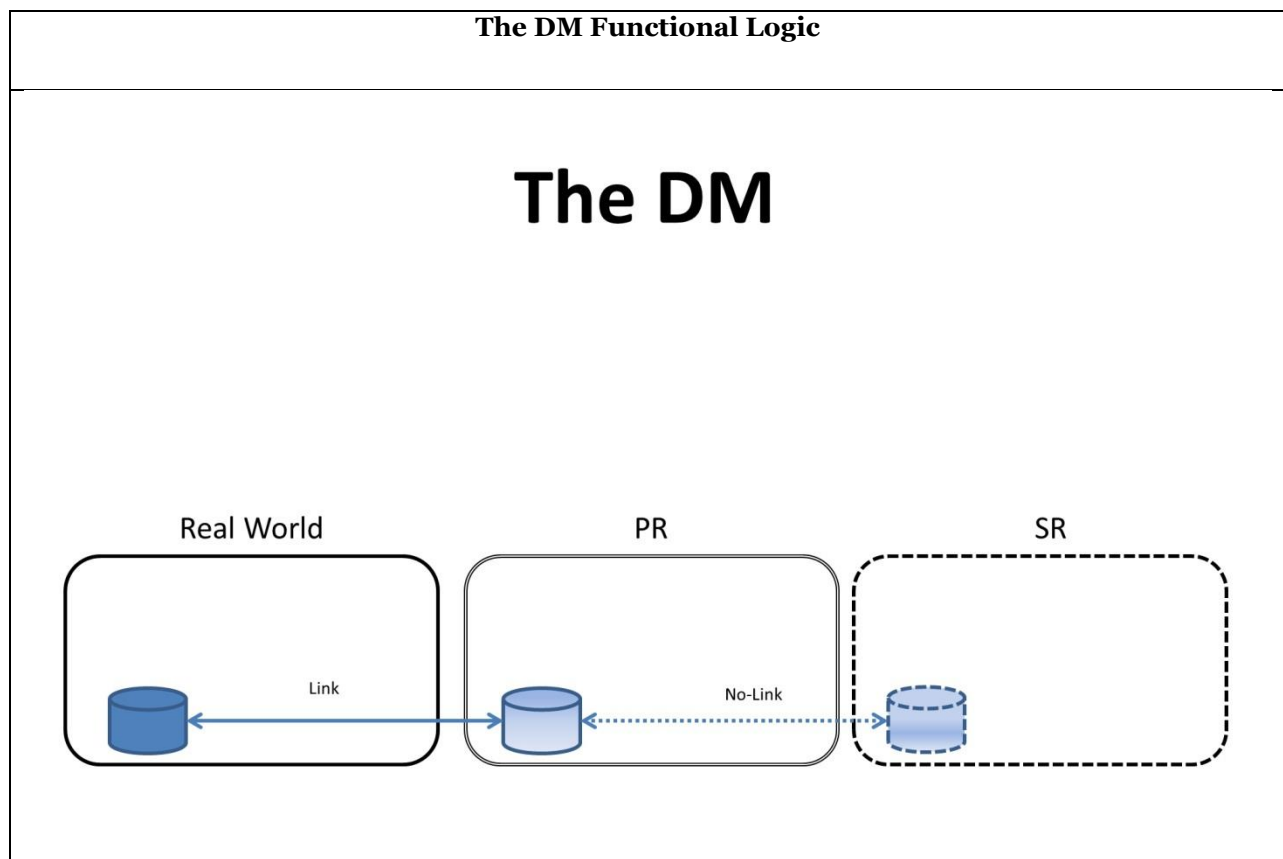 The DM Functional Logic
The DM
Real World
PR
SR
Link
No-Link